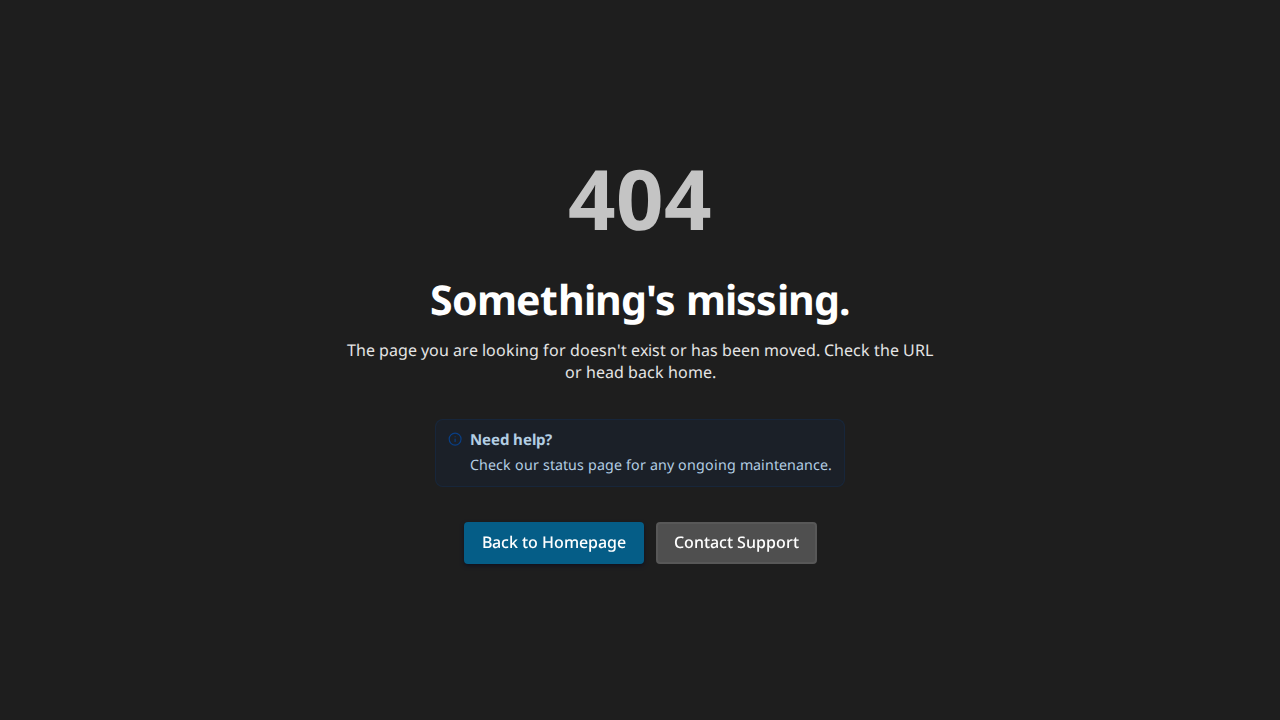 404
Something's missing.
The page you are looking for doesn't exist or has been moved. Check the URL
or head back home.
Need help?
Check our status page for any ongoing maintenance.
Back to Homepage
Contact Support